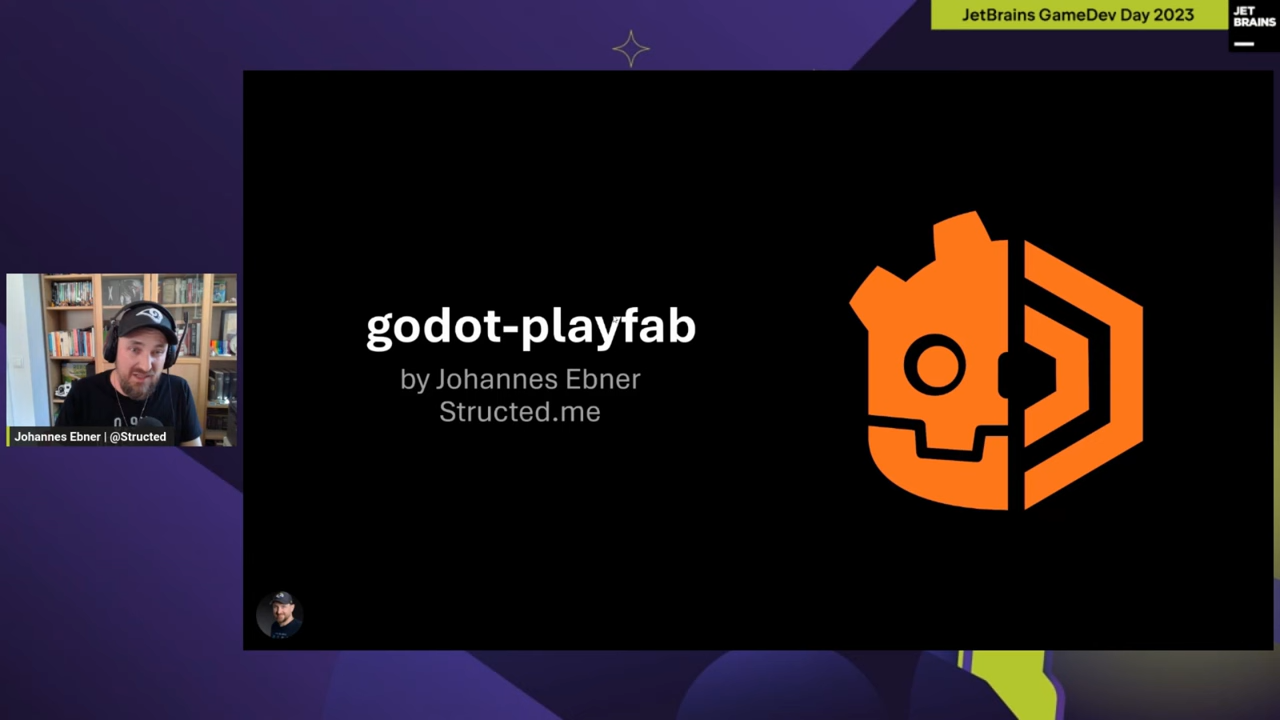 JetBrains GameDev Day 2023
JET
BRAINS
godot-playfab
by Johannes Ebner
Structed.me
Johannes Ebner | @Structed